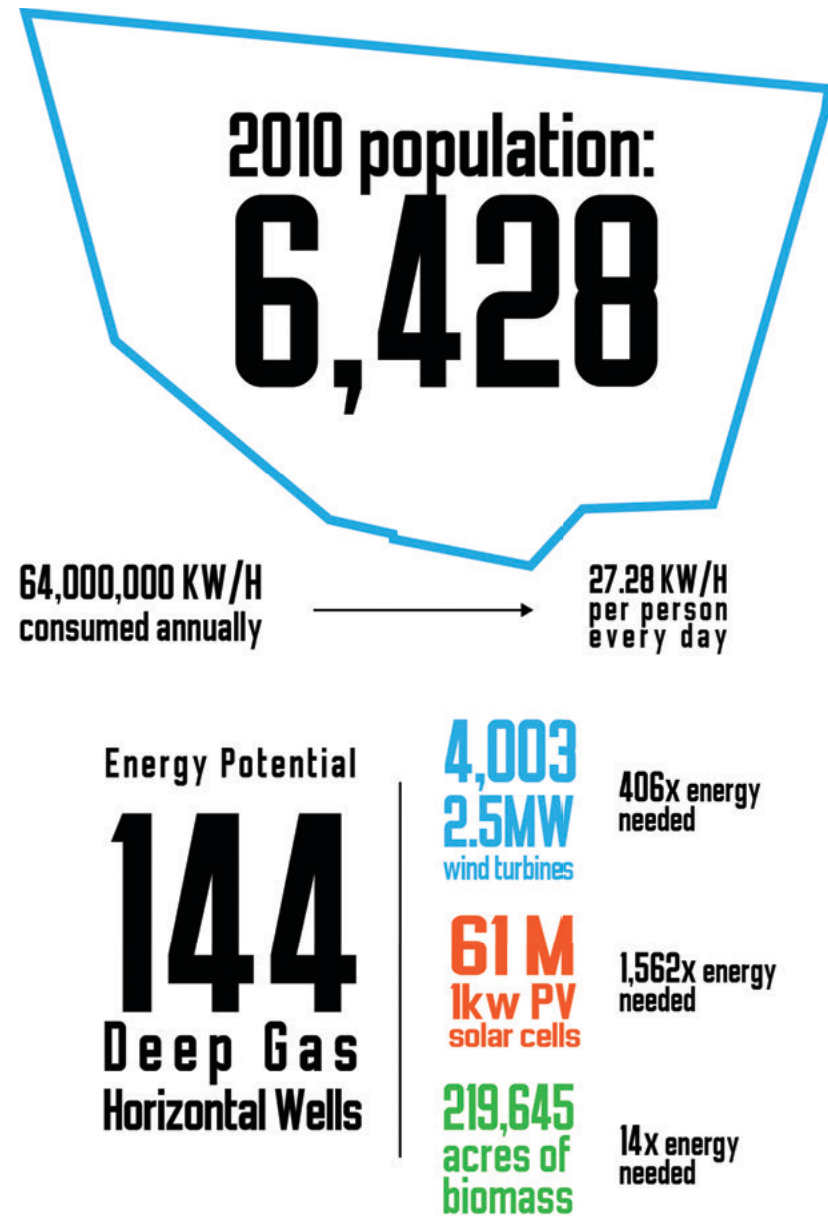 2010 population:
6,428
64,000,000 KW/H
consumed annually
27.28 KW/H
per person
every day
Energy Potential
144
Deep Gas
Horizontal Wells
4,003
2.5MW
wind turbines
406x energy
needed
61 M
1kw PV
solar cells
1,562x energy
needed
219,645
acres of
biomass
14x energy
needed